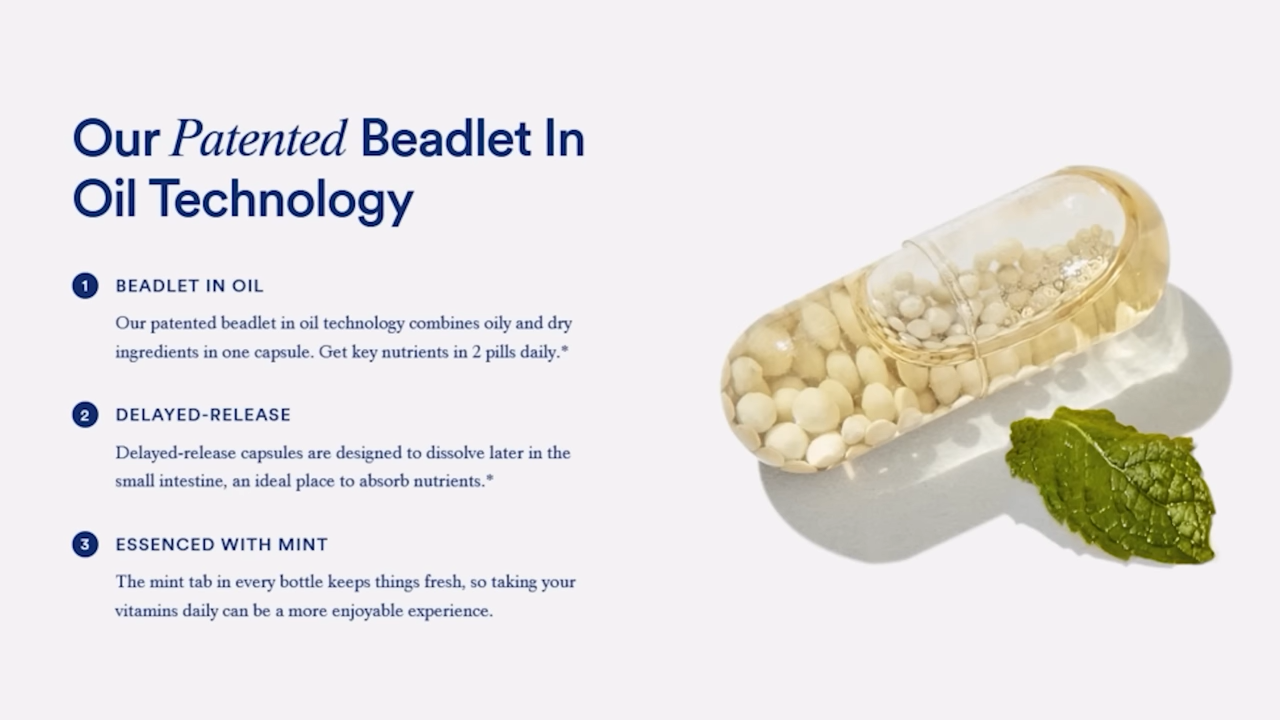 Our Patented Beadlet In
Oil Technology
1 BEADLET IN OIL
Our patented beadlet in oil technology combines oily and dry
ingredients in one capsule. Get key nutrients in 2 pills daily.*
2 DELAYED-RELEASE
Delayed-release capsules are designed to dissolve later in the
small intestine, an ideal place to absorb nutrients.*
3 ESSENCED WITH MINT
The mint tab in every bottle keeps things fresh, so taking your
vitamins daily can be a more enjoyable experience.